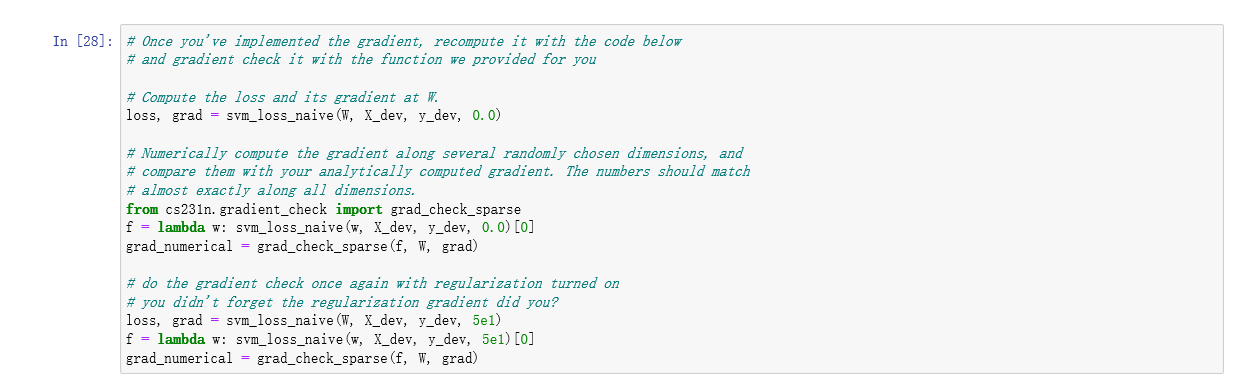 In [28]: # Once you've implemented the gradient, recompute it with the code below
# and gradient check it with the function we provided for you

# Compute the loss and its gradient at W.
loss, grad = svm_loss_naive(W, X_dev, y_dev, 0.0)

# Numerically compute the gradient along several randomly chosen dimensions, and
# compare them with your analytically computed gradient. The numbers should match
# almost exactly along all dimensions.
from cs231n.gradient_check import grad_check_sparse
f = lambda w: svm_loss_naive(w, X_dev, y_dev, 0.0)[0]
grad_numerical = grad_check_sparse(f, W, grad)

# do the gradient check once again with regularization turned on
# you didn't forget the regularization gradient did you?
loss, grad = svm_loss_naive(W, X_dev, y_dev, 5e1)
f = lambda w: svm_loss_naive(w, X_dev, y_dev, 5e1)[0]
grad_numerical = grad_check_sparse(f, W, grad)